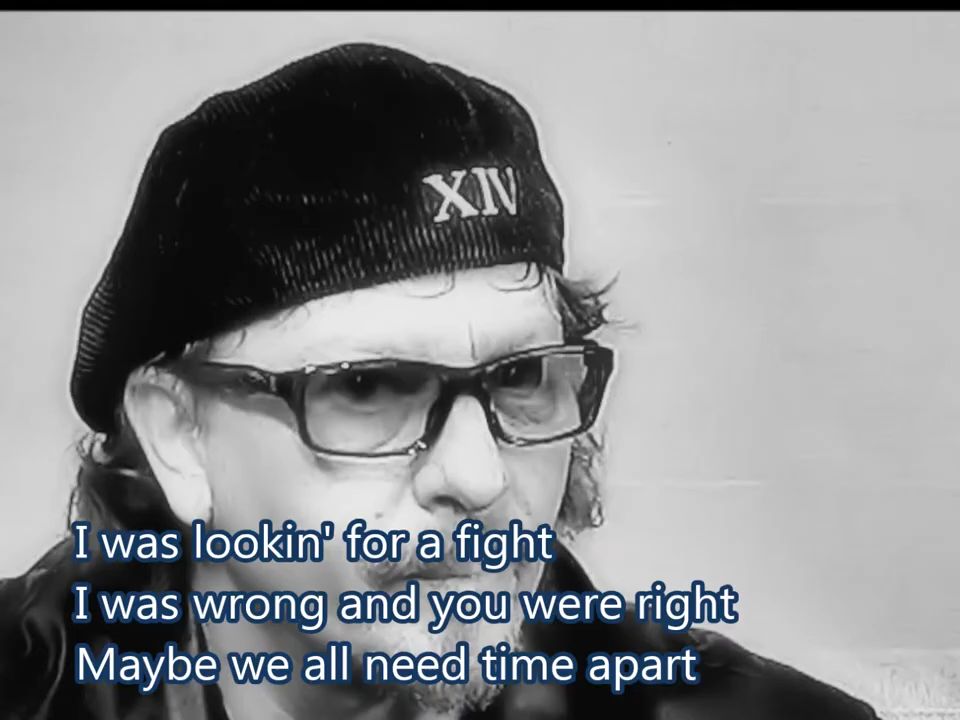 XIV
I was lookin' for a fight
I was wrong and you were right
Maybe we all need time apart